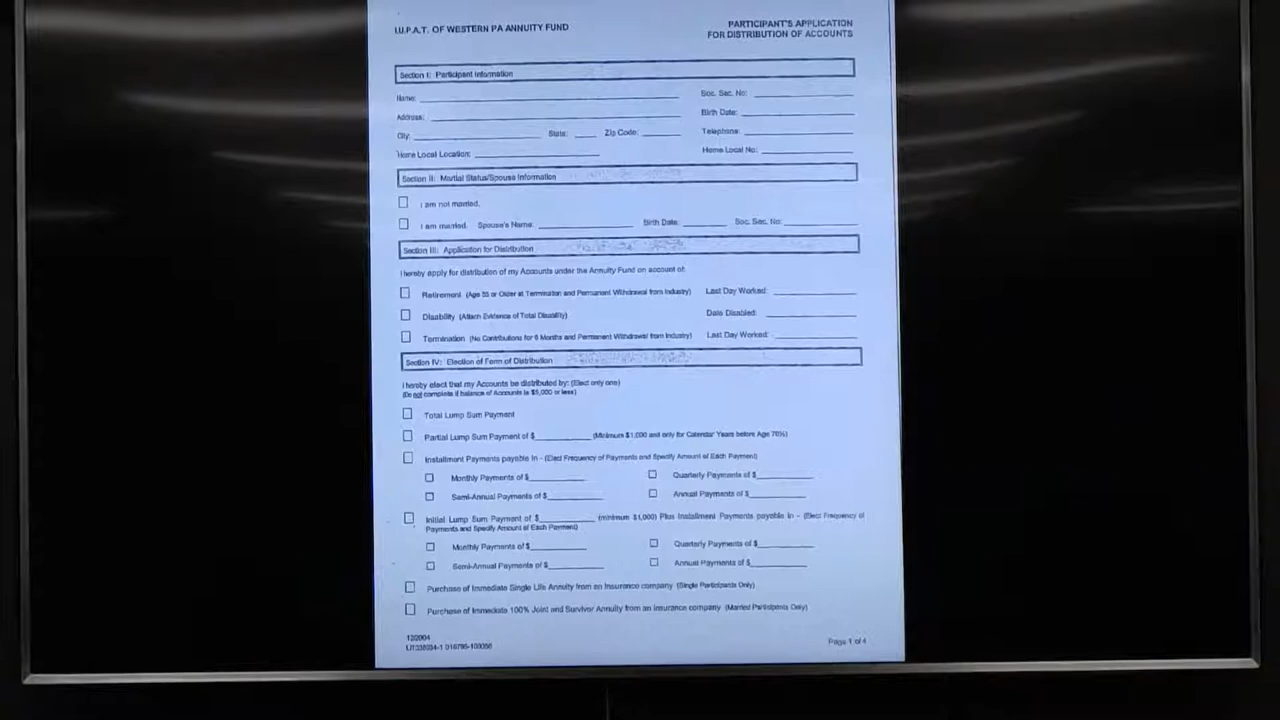 I.U.P.A.T. OF WESTERN PA ANNUITY FUND
PARTICIPANT'S APPLICATION
FOR DISTRIBUTION OF ACCOUNTS
Section I: Participant Information
Name: Soc. Sec. No:
Address: Birth Date:
City: State: Zip Code: Telephone:
Home Local Location: Home Local No:
Section II: Martial Status/Spouse Information
I am not married.
I am married. Spouse's Name: Birth Date: Soc. Sec. No:
Section III: Application for Distribution
I hereby apply for distribution of my Accounts under the Annuity Fund on account of:
Retirement (Age 55 or Older at Termination and Permanent Withdrawal from Industry) Last Day Worked:
Disability (Attach Evidence of Total Disability) Date Disabled:
Termination (No Contributions for 6 Months and Permanent Withdrawal from Industry) Last Day Worked:
Section IV: Election of Form of Distribution
I hereby elect that my Accounts be distributed by: (Elect only one)
(Do not complete if balance of Accounts is $5,000 or less)
Total Lump Sum Payment
Partial Lump Sum Payment of $ (Minimum $1,000 and only for Calendar Years before Age 70½)
Installment Payments payable in - (Elect Frequency of Payments and Specify Amount of Each Payment)
Monthly Payments of $ Quarterly Payments of $
Semi-Annual Payments of $ Annual Payments of $
Initial Lump Sum Payment of $ (minimum $1,000) Plus Installment Payments payable in - (Elect Frequency of
Payments and Specify Amount of Each Payment)
Monthly Payments of $ Quarterly Payments of $
Semi-Annual Payments of $ Annual Payments of $
Purchase of Immediate Single Life Annuity from an insurance company (Single Participants Only)
Purchase of Immediate 100% Joint and Survivor Annuity from an insurance company (Married Participants Only)
120904
Page 1 of 4